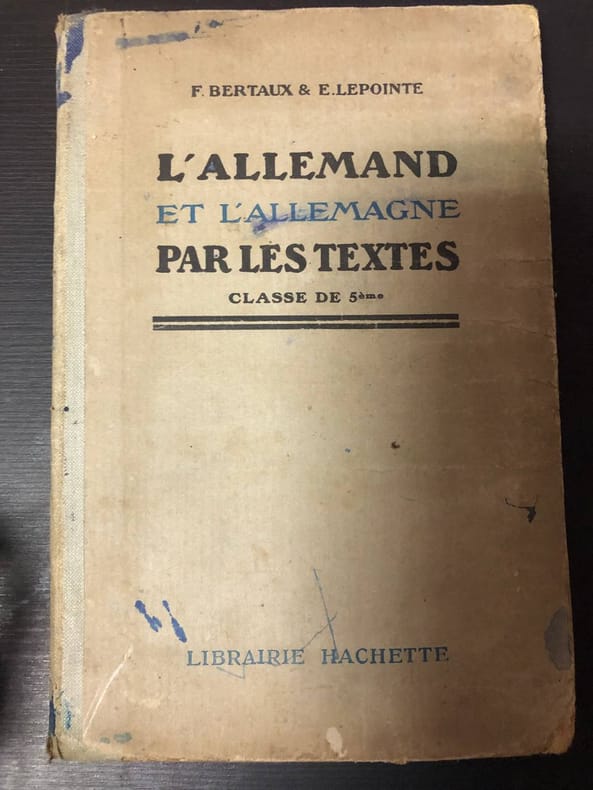 F. BERTAUX & E. LEPOINTE
L'ALLEMAND
ET L'ALLEMAGNE
PAR LES TEXTES
CLASSE DE 5ème
LIBRAIRIE HACHETTE